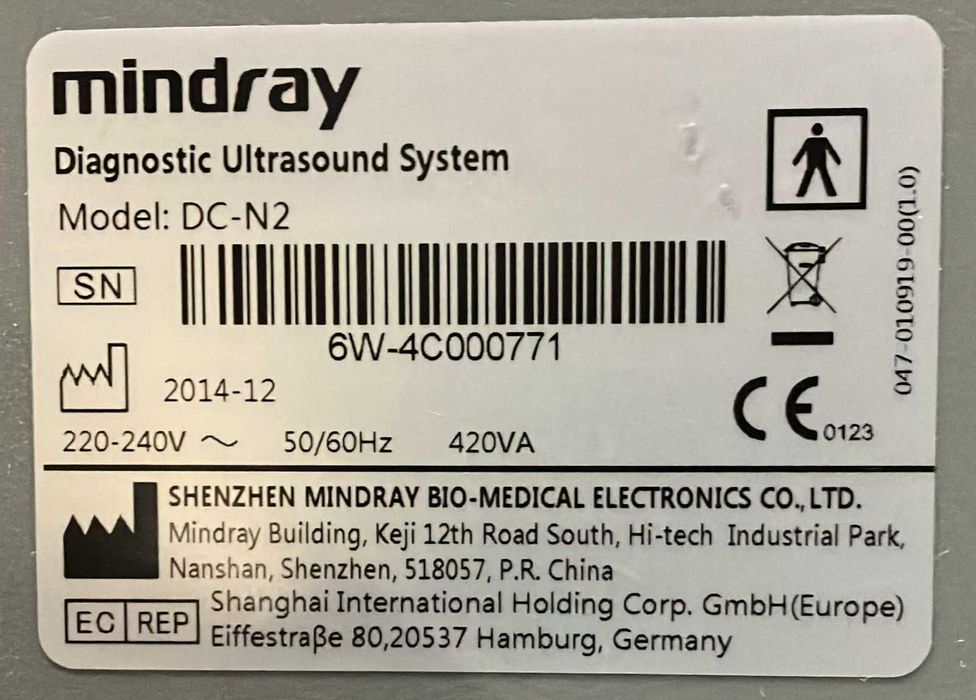 mindray
Diagnostic Ultrasound System
Model: DC-N2
SN
6W-4C000771
2014-12
220-240V ～ 50/60Hz 420VA
CE 0123
047-010919-00(1.0)
SHENZHEN MINDRAY BIO-MEDICAL ELECTRONICS CO.,LTD.
Mindray Building, Keji 12th Road South, Hi-tech Industrial Park,
Nanshan, Shenzhen, 518057, P.R. China
EC REP
Shanghai International Holding Corp. GmbH(Europe)
Eiffestraβe 80,20537 Hamburg, Germany